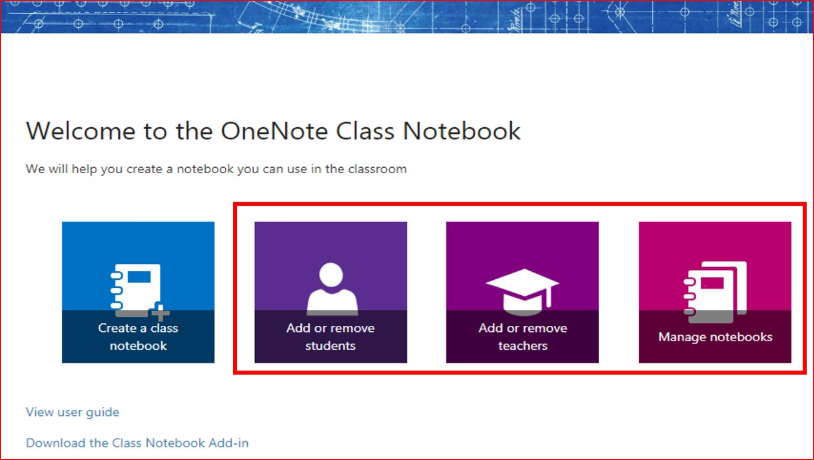 Welcome to the OneNote Class Notebook
We will help you create a notebook you can use in the classroom
Create a class
notebook
Add or remove
students
Add or remove
teachers
Manage notebooks
View user guide
Download the Class Notebook Add-in